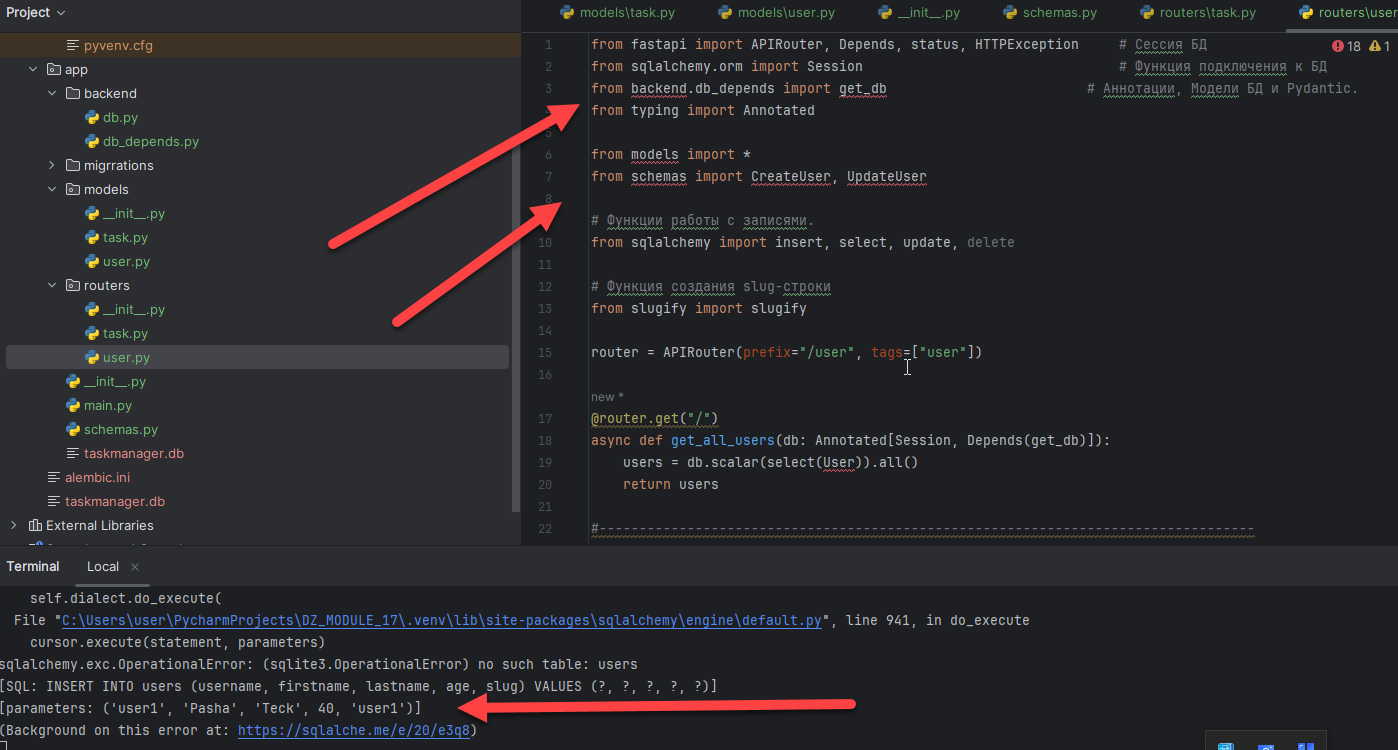 Project
models\task.py
models\user.py
__init__.py
schemas.py
routers\task.py
routers\user
pyvenv.cfg
app
backend
db.py
db_depends.py
migrrations
models
__init__.py
task.py
user.py
routers
__init__.py
task.py
user.py
__init__.py
main.py
schemas.py
taskmanager.db
alembic.ini
taskmanager.db
External Libraries
18 1
1 from fastapi import APIRouter, Depends, status, HTTPException # Сессия БД
2 from sqlalchemy.orm import Session # Функция подключения к БД
3 from backend.db_depends import get_db # Аннотации, Модели БД и Pydantic.
from typing import Annotated
5
6 from models import *
7 from schemas import CreateUser, UpdateUser
8
# Функции работы с записями.
10 from sqlalchemy import insert, select, update, delete
11
12 # Функция создания slug-строки
13 from slugify import slugify
14
15 router = APIRouter(prefix="/user", tags=["user"])
16
new *
17 @router.get("/")
18 async def get_all_users(db: Annotated[Session, Depends(get_db)]):
19 users = db.scalar(select(User)).all()
20 return users
21
22 #----------------------------------------------------------------------------------
Terminal
Local
self.dialect.do_execute(
File "C:\Users\user\PycharmProjects\DZ_MODULE_17\.venv\lib\site-packages\sqlalchemy\engine\default.py", line 941, in do_execute
cursor.execute(statement, parameters)
sqlalchemy.exc.OperationalError: (sqlite3.OperationalError) no such table: users
[SQL: INSERT INTO users (username, firstname, lastname, age, slug) VALUES (?, ?, ?, ?, ?)]
[parameters: ('user1', 'Pasha', 'Teck', 40, 'user1')]
(Background on this error at: https://sqlalche.me/e/20/e3q8)